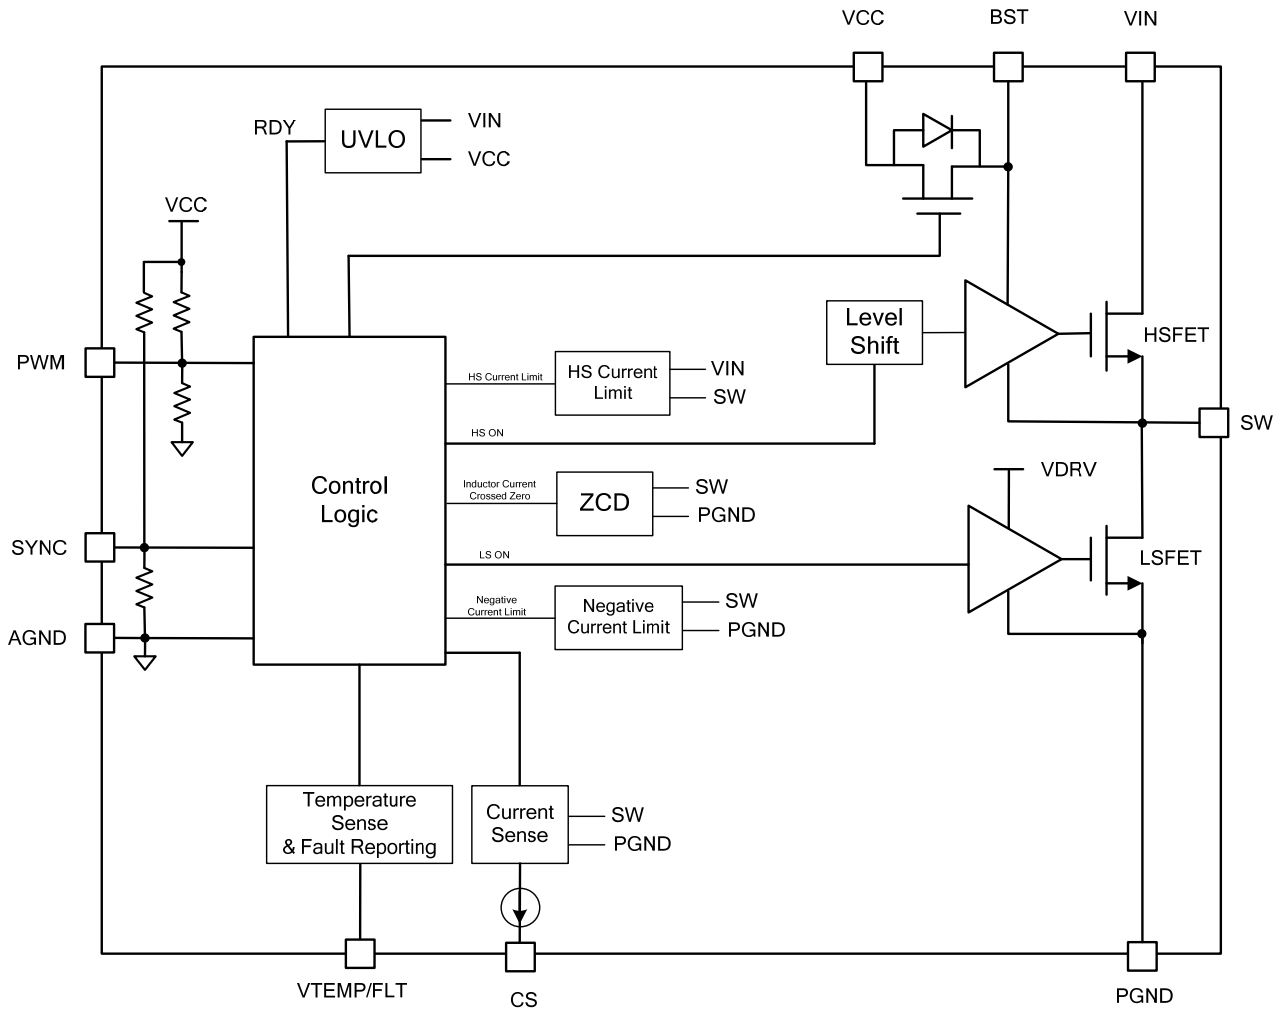 VCC
BST
VIN
RDY
UVLO
VIN
VCC
VCC
Level
Shift
HSFET
PWM
HS Current Limit
HS Current
Limit
VIN
SW
SW
HS ON
Control
Logic
Inductor Current
Crossed Zero
ZCD
SW
PGND
VDRV
SYNC
LS ON
LSFET
Negative
Current Limit
Negative
Current Limit
SW
PGND
AGND
Temperature
Sense
& Fault Reporting
Current
Sense
SW
PGND
VTEMP/FLT
CS
PGND